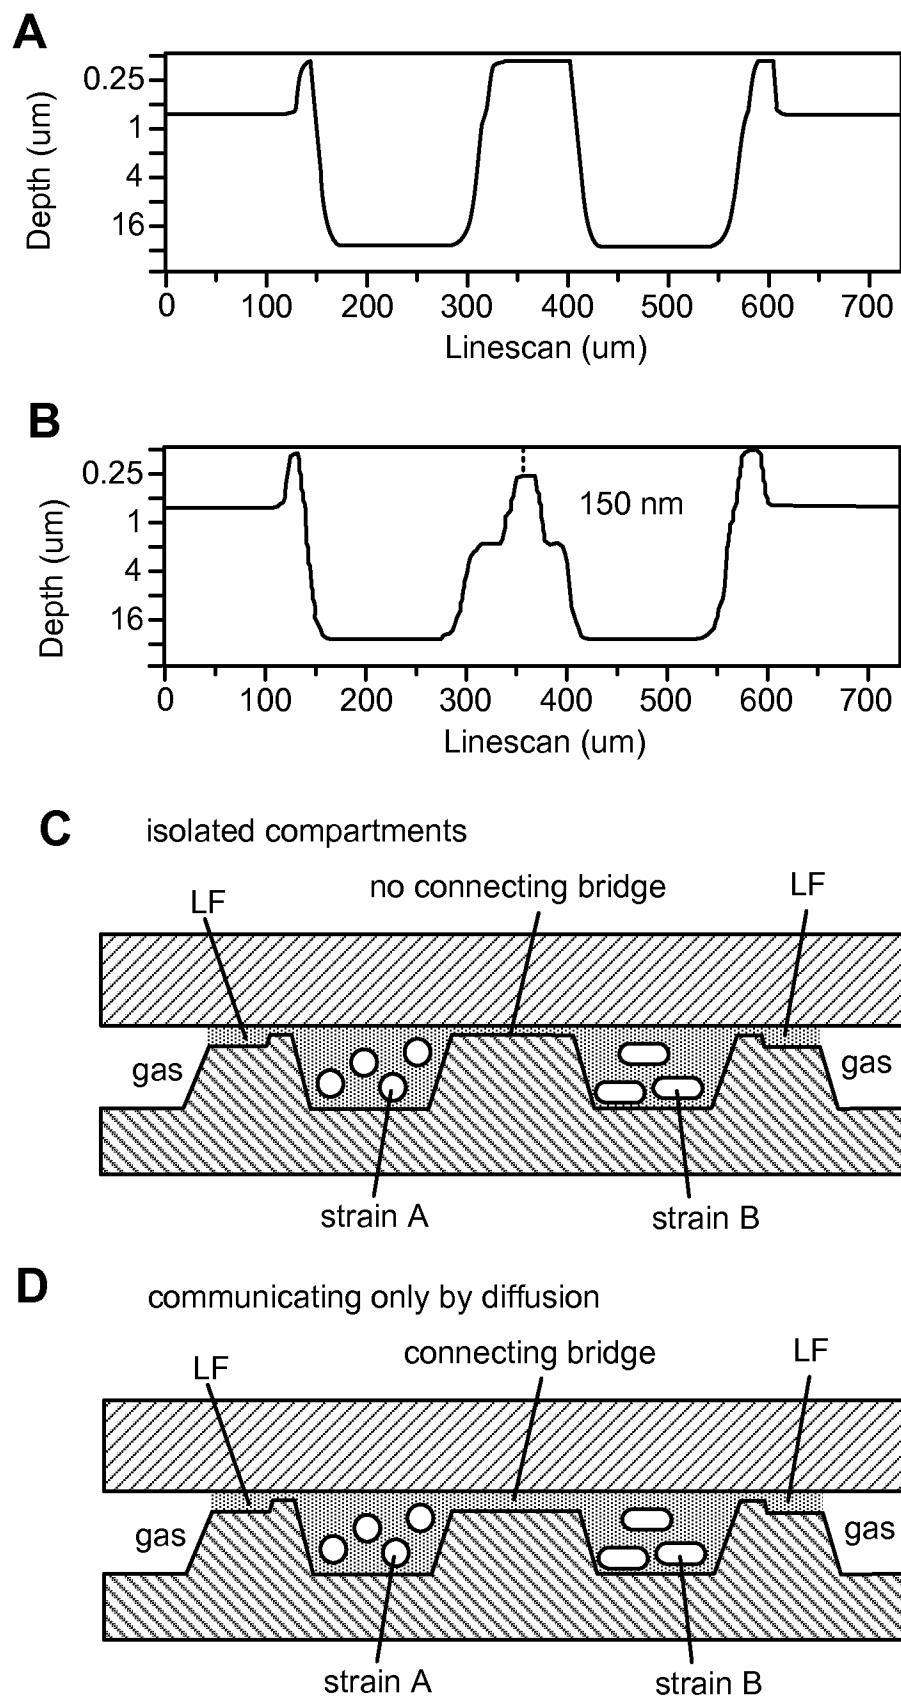 A
Depth (um)
0.25
1
4
16
0 100 200 300 400 500 600 700
Linescan (um)
B
Depth (um)
0.25
1
4
16
150 nm
0 100 200 300 400 500 600 700
Linescan (um)
C
isolated compartments
no connecting bridge
LF
LF
gas
gas
strain A
strain B
D
communicating only by diffusion
connecting bridge
LF
LF
gas
gas
strain A
strain B